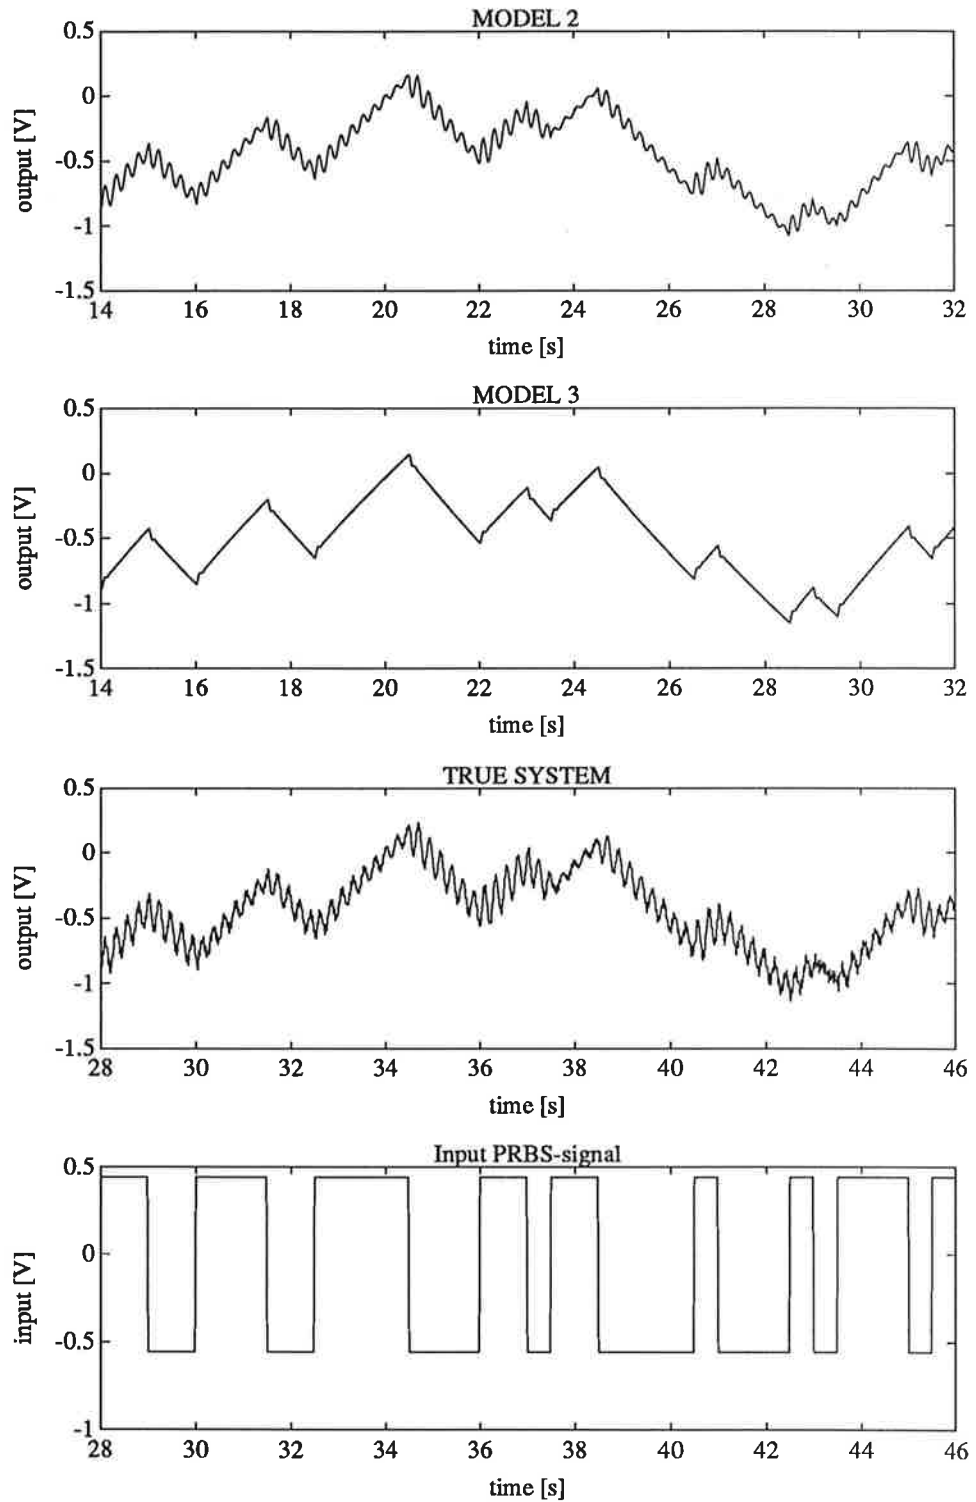 MODEL 2
0.5
0
-0.5
-1
-1.5
output [V]
14 16 18 20 22 24 26 28 30 32
time [s]
MODEL 3
0.5
0
-0.5
-1
-1.5
output [V]
14 16 18 20 22 24 26 28 30 32
time [s]
TRUE SYSTEM
0.5
0
-0.5
-1
-1.5
output [V]
28 30 32 34 36 38 40 42 44 46
time [s]
Input PRBS-signal
0.5
0
-0.5
-1
input [V]
28 30 32 34 36 38 40 42 44 46
time [s]